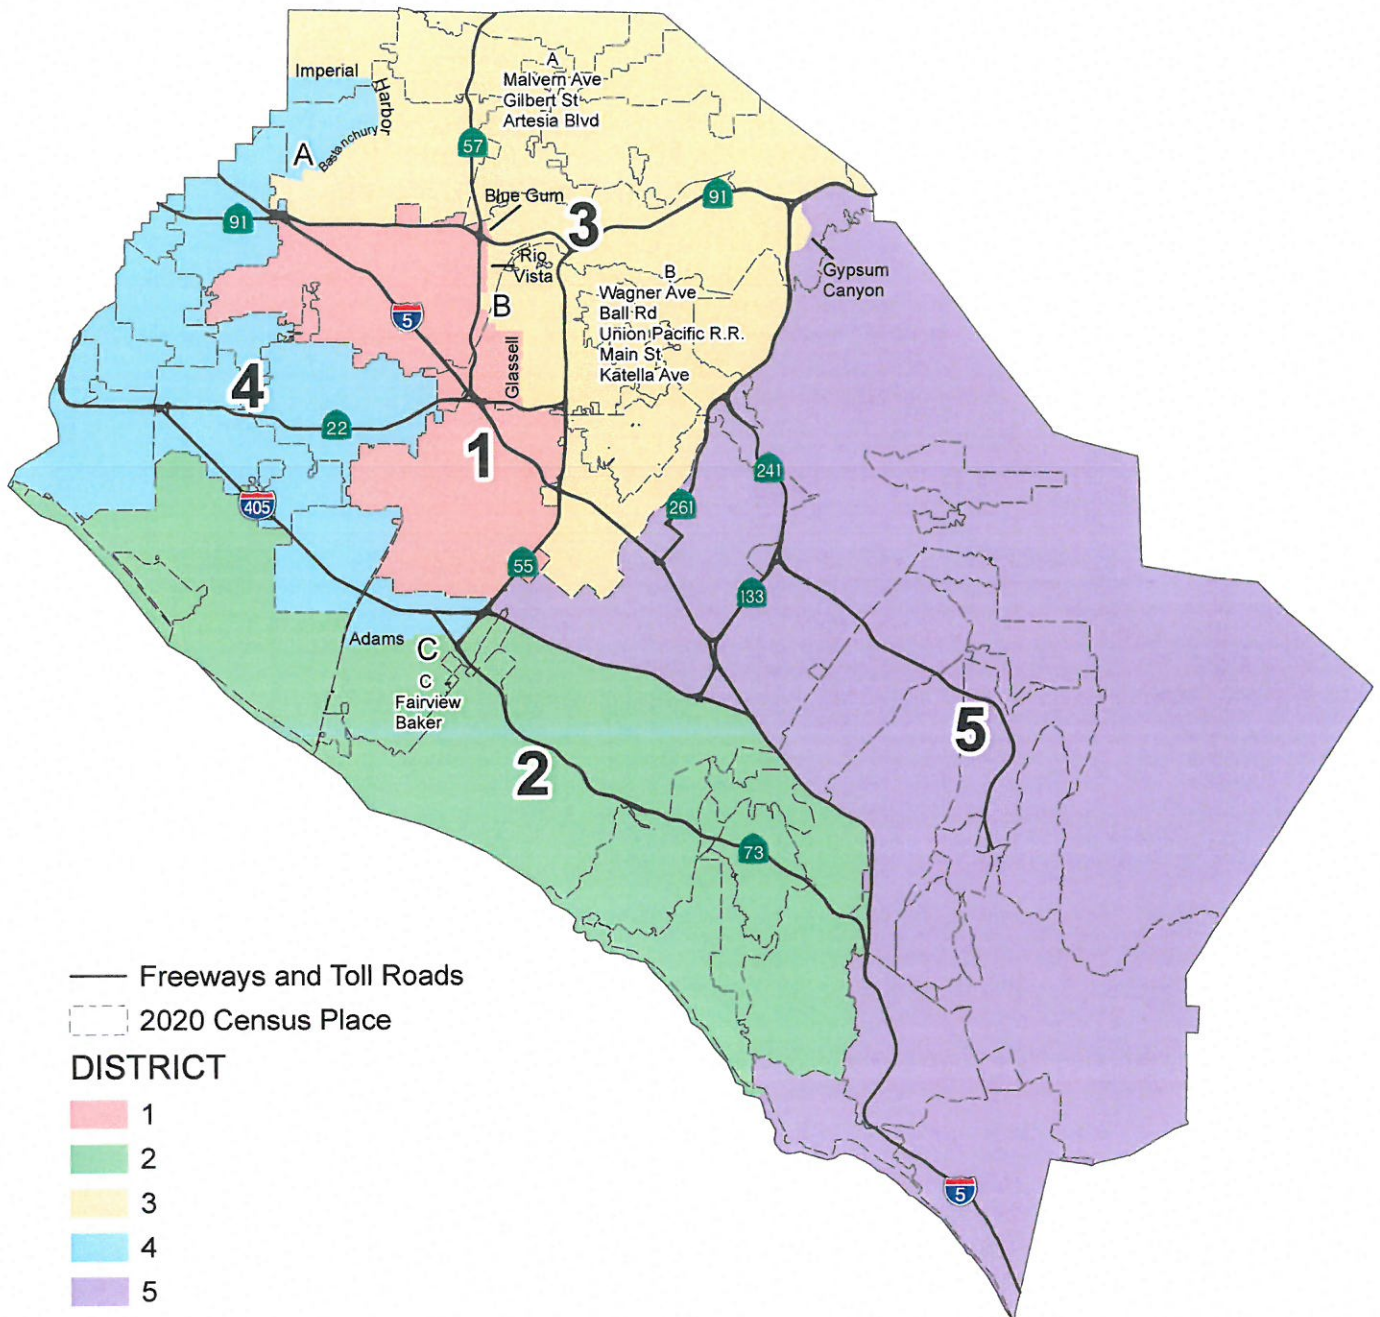 Imperial
Harbor
Bastanchury
A
A
Malvern Ave
Gilbert St
Artesia Blvd
57
91
91
Blue Gum
3
Rio
Vista
Gypsum
Canyon
B
Wagner Ave
Ball Rd
Union Pacific R.R.
Main St
Katella Ave
B
5
Glassell
4
22
1
241
261
405
55
133
Adams
C
C
Fairview
Baker
2
5
73
5
Freeways and Toll Roads
2020 Census Place
DISTRICT
1
2
3
4
5